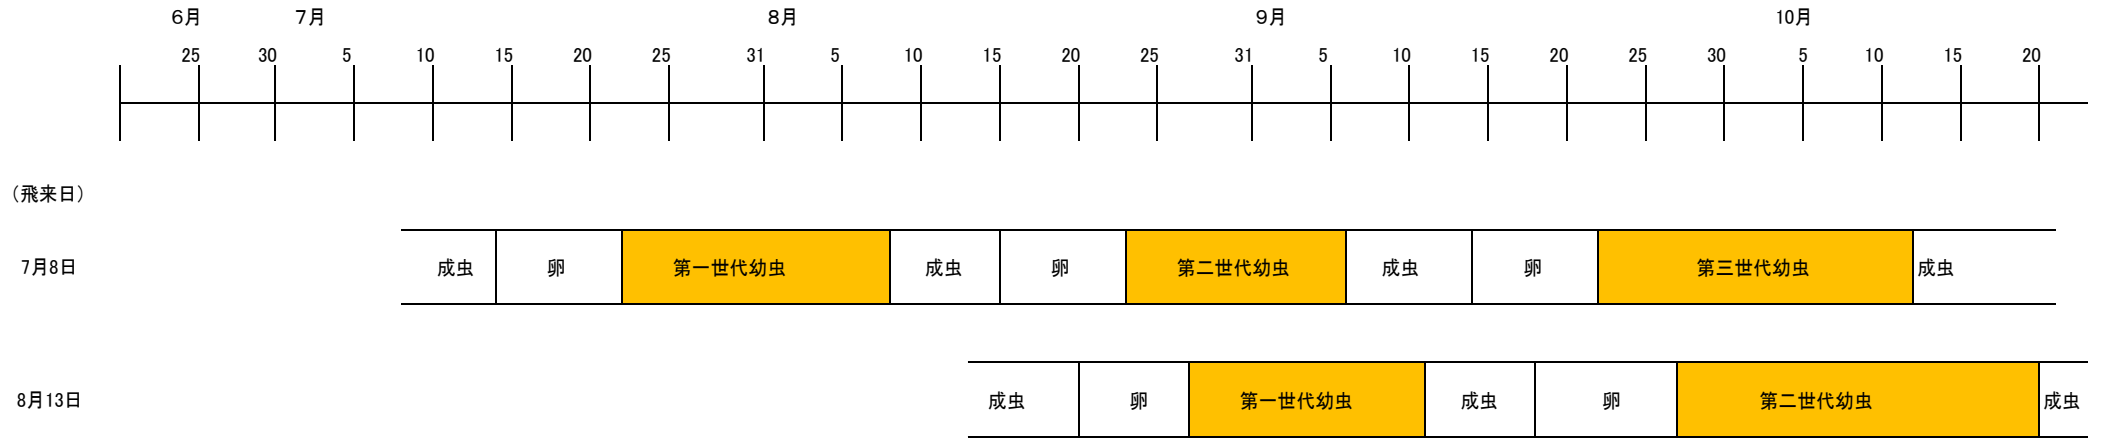 ６月 ７月 ８月 ９月 10月
25 30 5 10 15 20 25 31 5 10 15 20 25 31 5 10 15 20 25 30 5 10 15 20
（飛来日）
７月８日 成虫 卵 第一世代幼虫 成虫 卵 第二世代幼虫 成虫 卵 第三世代幼虫 成虫
８月13日 成虫 卵 第一世代幼虫 成虫 卵 第二世代幼虫 成虫